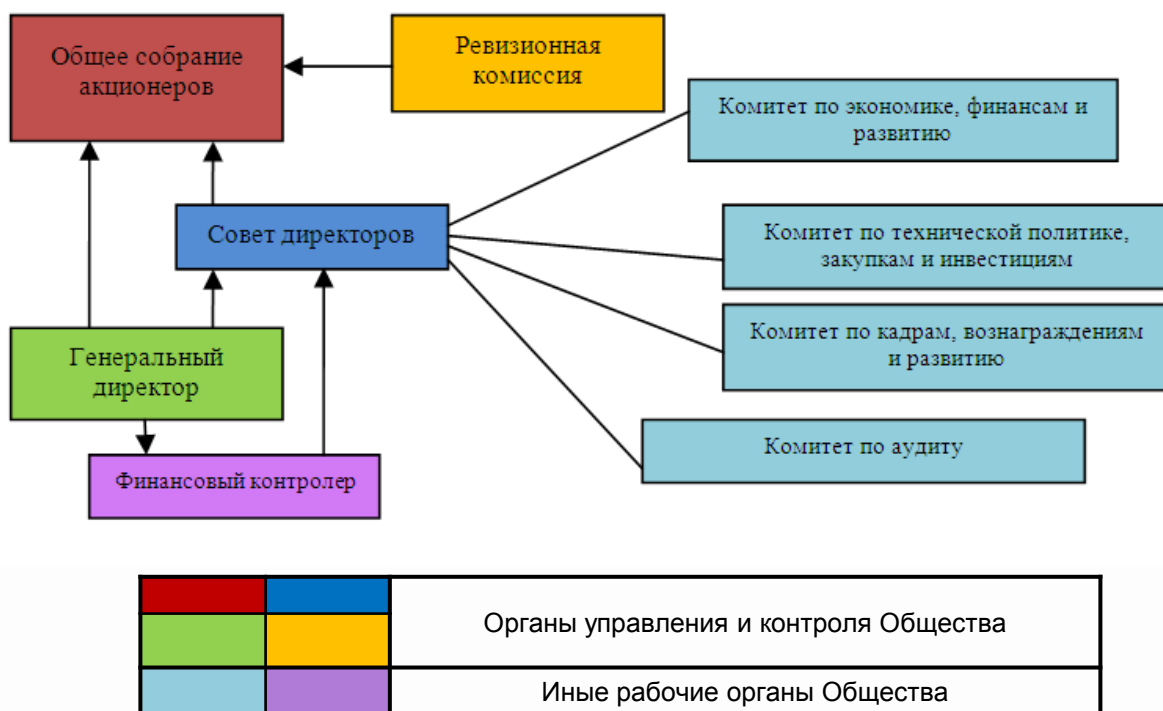 Общее собрание
акционеров
Ревизионная
комиссия
Комитет по экономике, финансам и
развитию
Совет директоров
Комитет по технической политике,
закупкам и инвестициям
Генеральный
директор
Комитет по кадрам, вознаграждениям
и развитию
Финансовый контролер
Комитет по аудиту
Органы управления и контроля Общества
Иные рабочие органы Общества